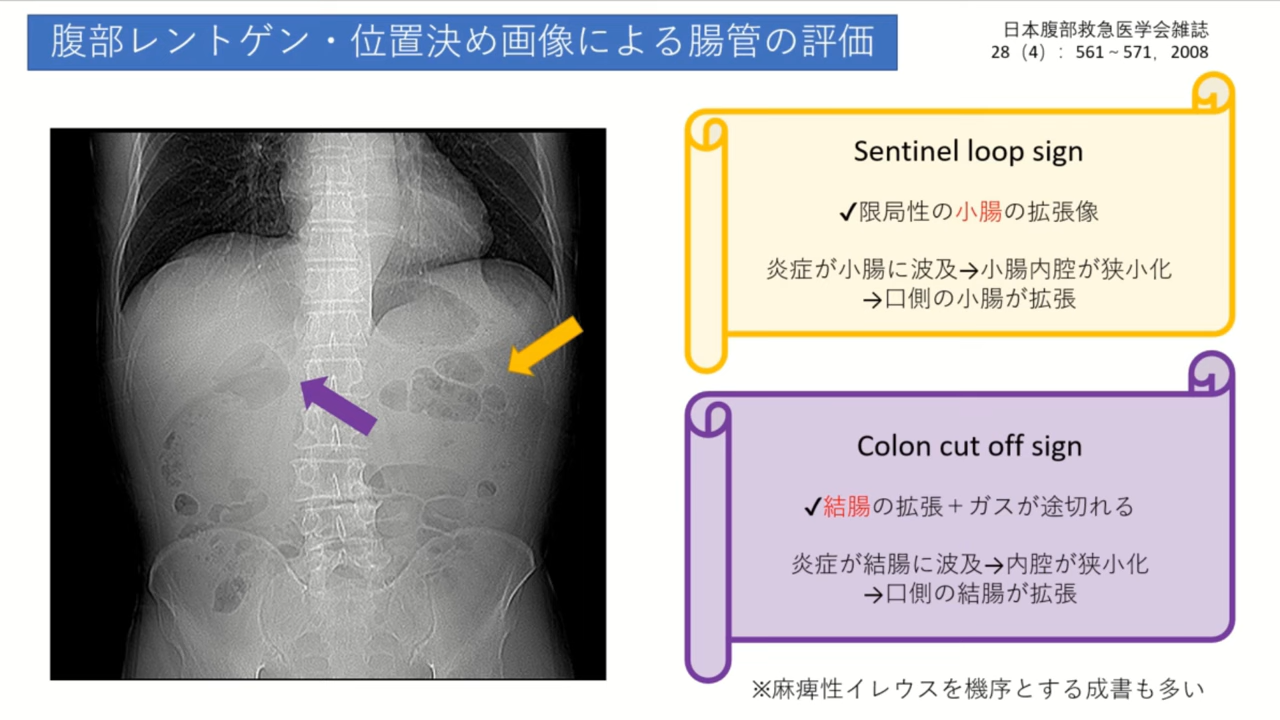 腹部レントゲン・位置決め画像による腸管の評価
日本腹部救急医学会雑誌
28（4）：561～571，2008
Sentinel loop sign
✓限局性の小腸の拡張像
炎症が小腸に波及→小腸内腔が狭小化
→口側の小腸が拡張
Colon cut off sign
✓結腸の拡張＋ガスが途切れる
炎症が結腸に波及→内腔が狭小化
→口側の結腸が拡張
※麻痺性イレウスを機序とする成書も多い